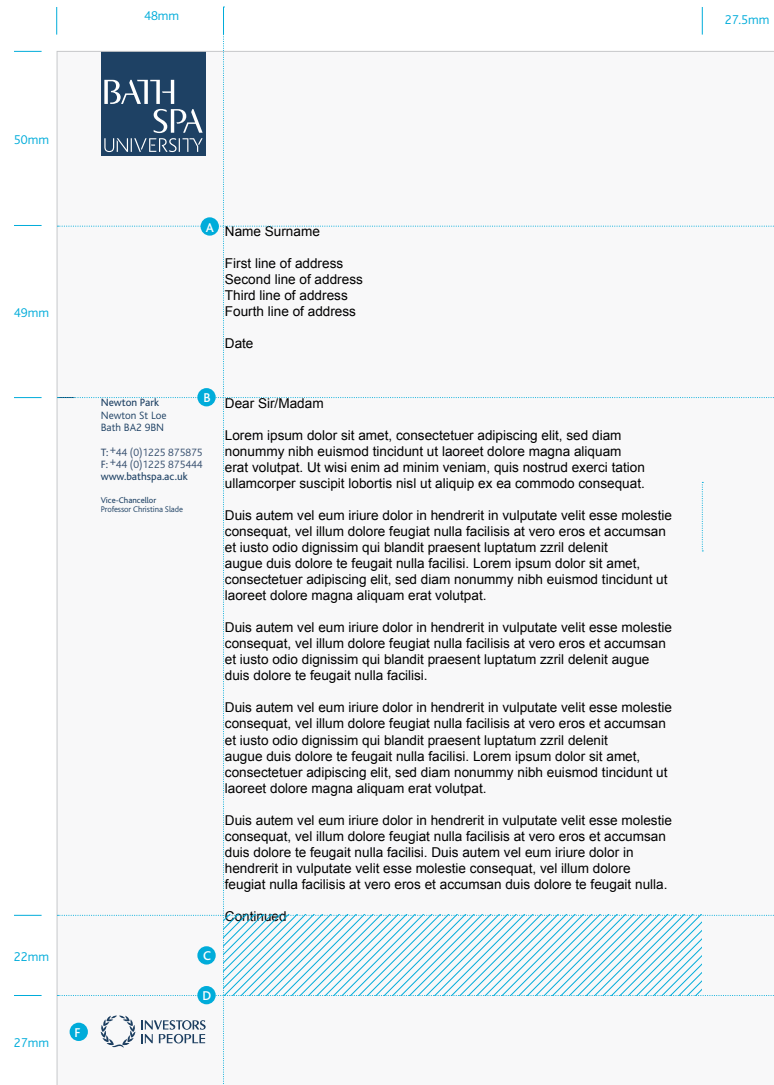 48mm
27.5mm
BATH
SPA
UNIVERSITY
50mm
A
Name Surname
First line of address
Second line of address
Third line of address
Fourth line of address
49mm
Date
B
Dear Sir/Madam
Newton Park
Newton St Loe
Bath BA2 9BN
T: +44 (0)1225 875875
F: +44 (0)1225 875444
www.bathspa.ac.uk
Vice-Chancellor
Professor Christina Slade
Lorem ipsum dolor sit amet, consectetuer adipiscing elit, sed diam
nonummy nibh euismod tincidunt ut laoreet dolore magna aliquam
erat volutpat. Ut wisi enim ad minim veniam, quis nostrud exerci tation
ullamcorper suscipit lobortis nisl ut aliquip ex ea commodo consequat.
Duis autem vel eum iriure dolor in hendrerit in vulputate velit esse molestie
consequat, vel illum dolore feugiat nulla facilisis at vero eros et accumsan
et iusto odio dignissim qui blandit praesent luptatum zzril delenit
augue duis dolore te feugait nulla facilisi. Lorem ipsum dolor sit amet,
consectetuer adipiscing elit, sed diam nonummy nibh euismod tincidunt ut
laoreet dolore magna aliquam erat volutpat.
Duis autem vel eum iriure dolor in hendrerit in vulputate velit esse molestie
consequat, vel illum dolore feugiat nulla facilisis at vero eros et accumsan
et iusto odio dignissim qui blandit praesent luptatum zzril delenit augue
duis dolore te feugait nulla facilisi.
Duis autem vel eum iriure dolor in hendrerit in vulputate velit esse molestie
consequat, vel illum dolore feugiat nulla facilisis at vero eros et accumsan
et iusto odio dignissim qui blandit praesent luptatum zzril delenit
augue duis dolore te feugait nulla facilisi. Lorem ipsum dolor sit amet,
consectetuer adipiscing elit, sed diam nonummy nibh euismod tincidunt ut
laoreet dolore magna aliquam erat volutpat.
Duis autem vel eum iriure dolor in hendrerit in vulputate velit esse molestie
consequat, vel illum dolore feugiat nulla facilisis at vero eros et accumsan
duis dolore te feugait nulla facilisi. Duis autem vel eum iriure dolor in
hendrerit in vulputate velit esse molestie consequat, vel illum dolore
feugiat nulla facilisis at vero eros et accumsan duis dolore te feugait nulla.
Continued
22mm
C
D
F
INVESTORS
IN PEOPLE
27mm